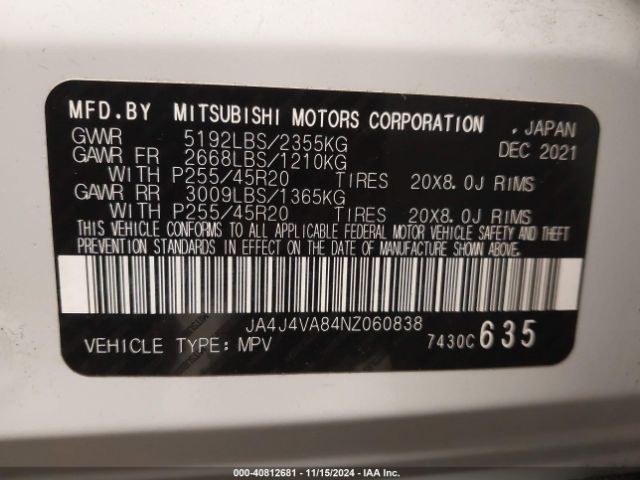 MFD.BY MITSUBISHI MOTORS CORPORATION .JAPAN
GVWR 5192LBS/2355KG DEC 2021
GAWR FR 2668LBS/1210KG
WITH P255/45R20 TIRES 20X8.0J RIMS
GAWR RR 3009LBS/1365KG
WITH P255/45R20 TIRES 20X8.0J RIMS
THIS VEHICLE CONFORMS TO ALL APPLICABLE FEDERAL MOTOR VEHICLE SAFETY AND THEFT
PREVENTION STANDARDS IN EFFECT ON THE DATE OF MANUFACTURE SHOWN ABOVE.
JA4J4VA84NZ060838
VEHICLE TYPE:MPV 7430C 635
000-40812681 - 11/15/2024 - IAAI.com